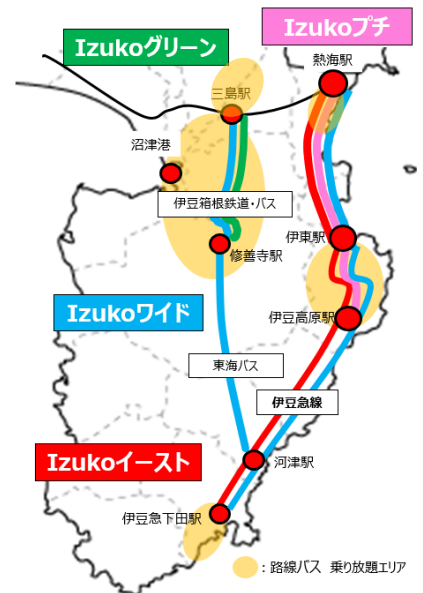 Izukoプチ
Izukoグリーン
熱海駅
三島駅
沼津港
伊豆箱根鉄道・バス
伊東駅
修善寺駅
Izukoワイド
伊豆高原駅
東海バス
伊豆急線
Izukoイースト
河津駅
伊豆急下田駅
：路線バス 乗り放題エリア